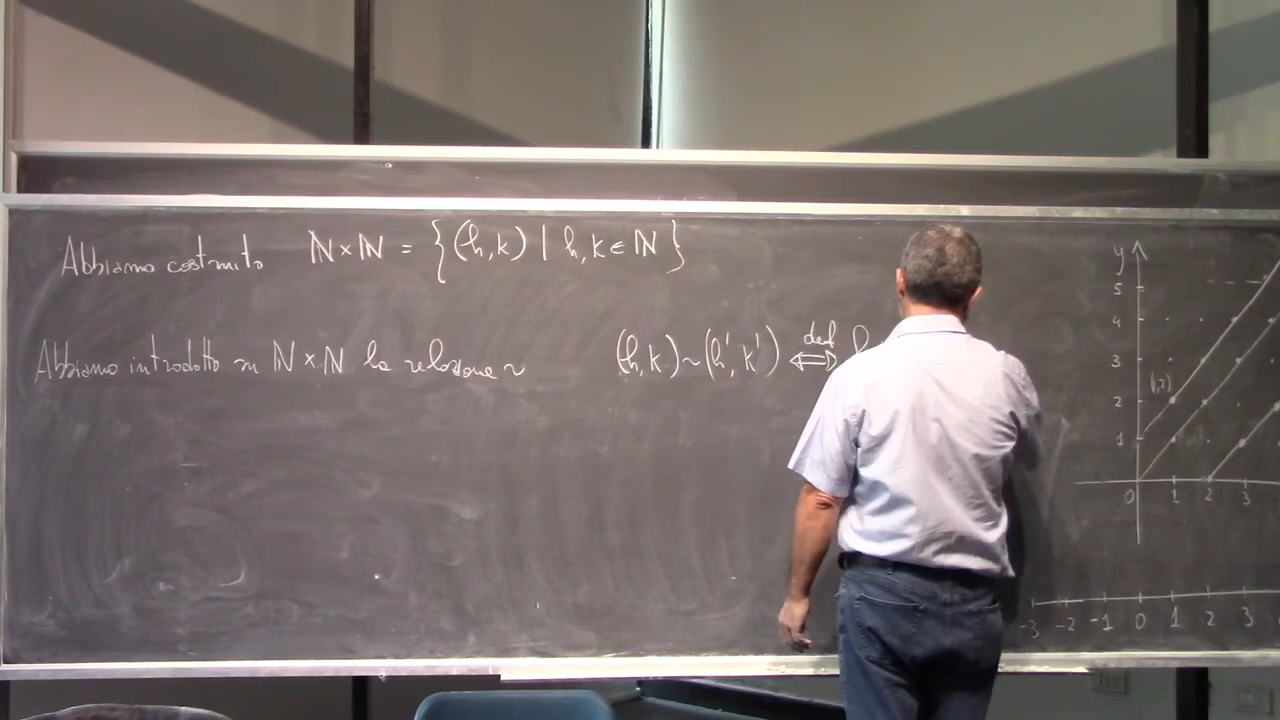 Abbiamo costruito ℕ×ℕ = {(h,k) | h,k ∈ ℕ}
Abbiamo introdotto su ℕ×ℕ la relazione ~ (h,k)~(h',k') ⇔ def h
y
5
4
3
(1,2)
2
1
0 1 2 3
-3 -2 -1 0 1 2 3